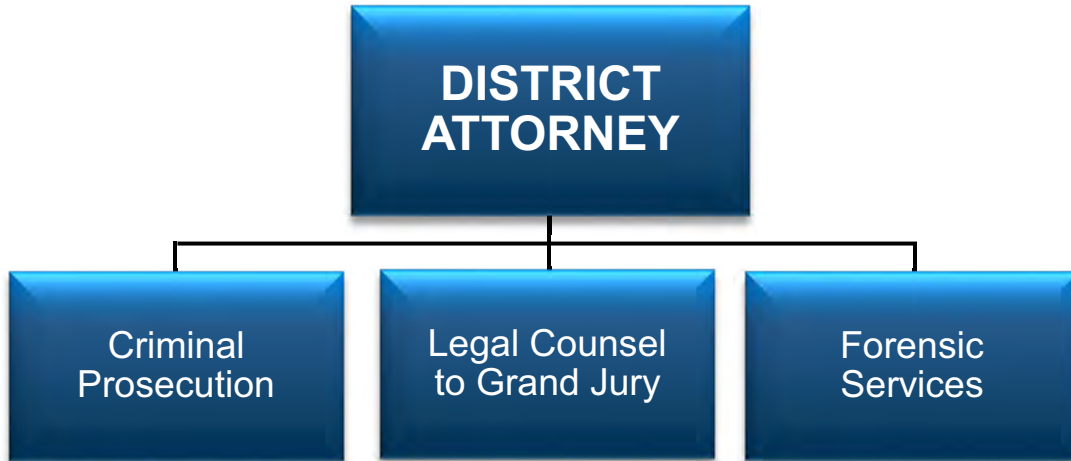 DISTRICT
ATTORNEY
Criminal
Prosecution
Legal Counsel
to Grand Jury
Forensic
Services